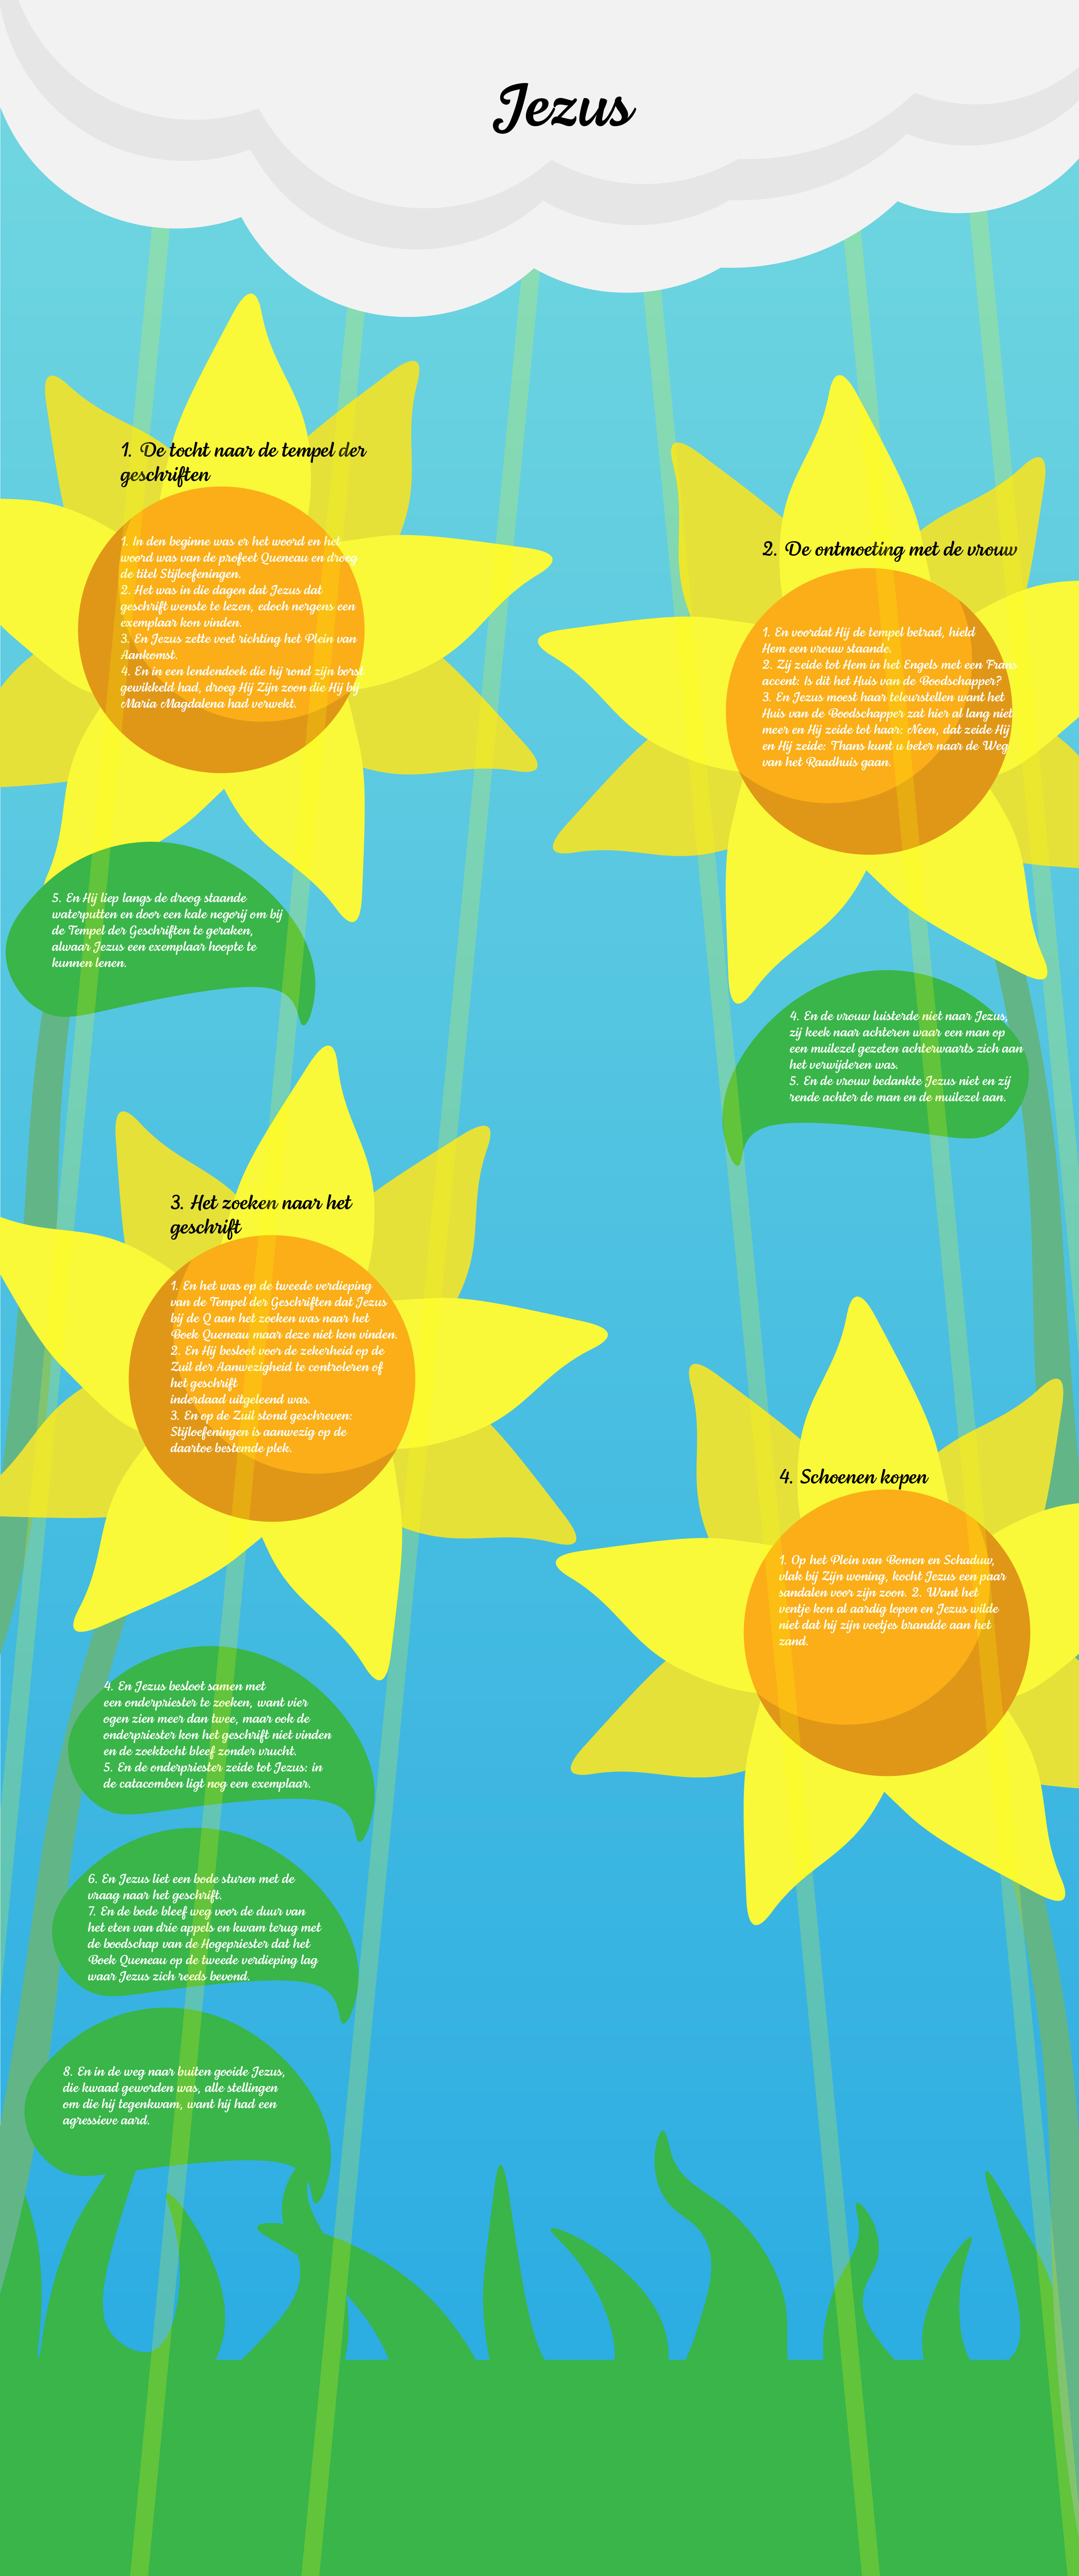 Jezus
1. De tocht naar de tempel der
geschriften
1. In den beginne was er het woord en het
woord was van de profeet Queneau en droeg
de titel Stijloefeningen.
2. Het was in die dagen dat Jezus dat
geschrift wenste te lezen, edoch nergens een
exemplaar kon vinden.
3. En Jezus zette voet richting het Plein van
Aankomst.
4. En in een lendendoek die hij rond zijn borst
gewikkeld had, droeg Hij Zijn zoon die Hij bij
Maria Magdalena had verwekt.
5. En Hij liep langs de droog staande
waterputten en door een kale negorij om bij
de Tempel der Geschriften te geraken,
alwaar Jezus een exemplaar hoopte te
kunnen lenen.
2. De ontmoeting met de vrouw
1. En voordat Hij de tempel betrad, hield
Hem een vrouw staande.
2. Zij zeide tot Hem in het Engels met een Frans
accent: Is dit het Huis van de Boodschapper?
3. En Jezus moest haar teleurstellen want het
Huis van de Boodschapper zat hier al lang niet
meer en Hij zeide tot haar: Neen, dat zeide Hij
en Hij zeide: Thans kunt u beter naar de Weg
van het Raadhuis gaan.
4. En de vrouw luisterde niet naar Jezus,
zij keek naar achteren waar een man op
een muilezel gezeten achterwaarts zich aan
het verwijderen was.
5. En de vrouw bedankte Jezus niet en zij
rende achter de man en de muilezel aan.
3. Het zoeken naar het
geschrift
1. En het was op de tweede verdieping
van de Tempel der Geschriften dat Jezus
bij de Q aan het zoeken was naar het
Boek Queneau maar deze niet kon vinden.
2. En Hij besloot voor de zekerheid op de
Zuil der Aanwezigheid te controleren of
het geschrift
inderdaad uitgeleend was.
3. En op de Zuil stond geschreven:
Stijloefeningen is aanwezig op de
daartoe bestemde plek.
4. En Jezus besloot samen met
een onderpriester te zoeken, want vier
ogen zien meer dan twee, maar ook de
onderpriester kon het geschrift niet vinden
en de zoektocht bleef zonder vrucht.
5. En de onderpriester zeide tot Jezus: in
de catacomben ligt nog een exemplaar.
6. En Jezus liet een bode sturen met de
vraag naar het geschrift.
7. En de bode bleef weg voor de duur van
het eten van drie appels en kwam terug met
de boodschap van de Hogepriester dat het
Boek Queneau op de tweede verdieping lag
waar Jezus zich reeds bevond.
8. En in de weg naar buiten gooide Jezus,
die kwaad geworden was, alle stellingen
om die hij tegenkwam, want hij had een
agressieve aard.
4. Schoenen kopen
1. Op het Plein van Bomen en Schaduw,
vlak bij Zijn woning, kocht Jezus een paar
sandalen voor zijn zoon. 2. Want het
ventje kon al aardig lopen en Jezus wilde
niet dat hij zijn voetjes brandde aan het
zand.